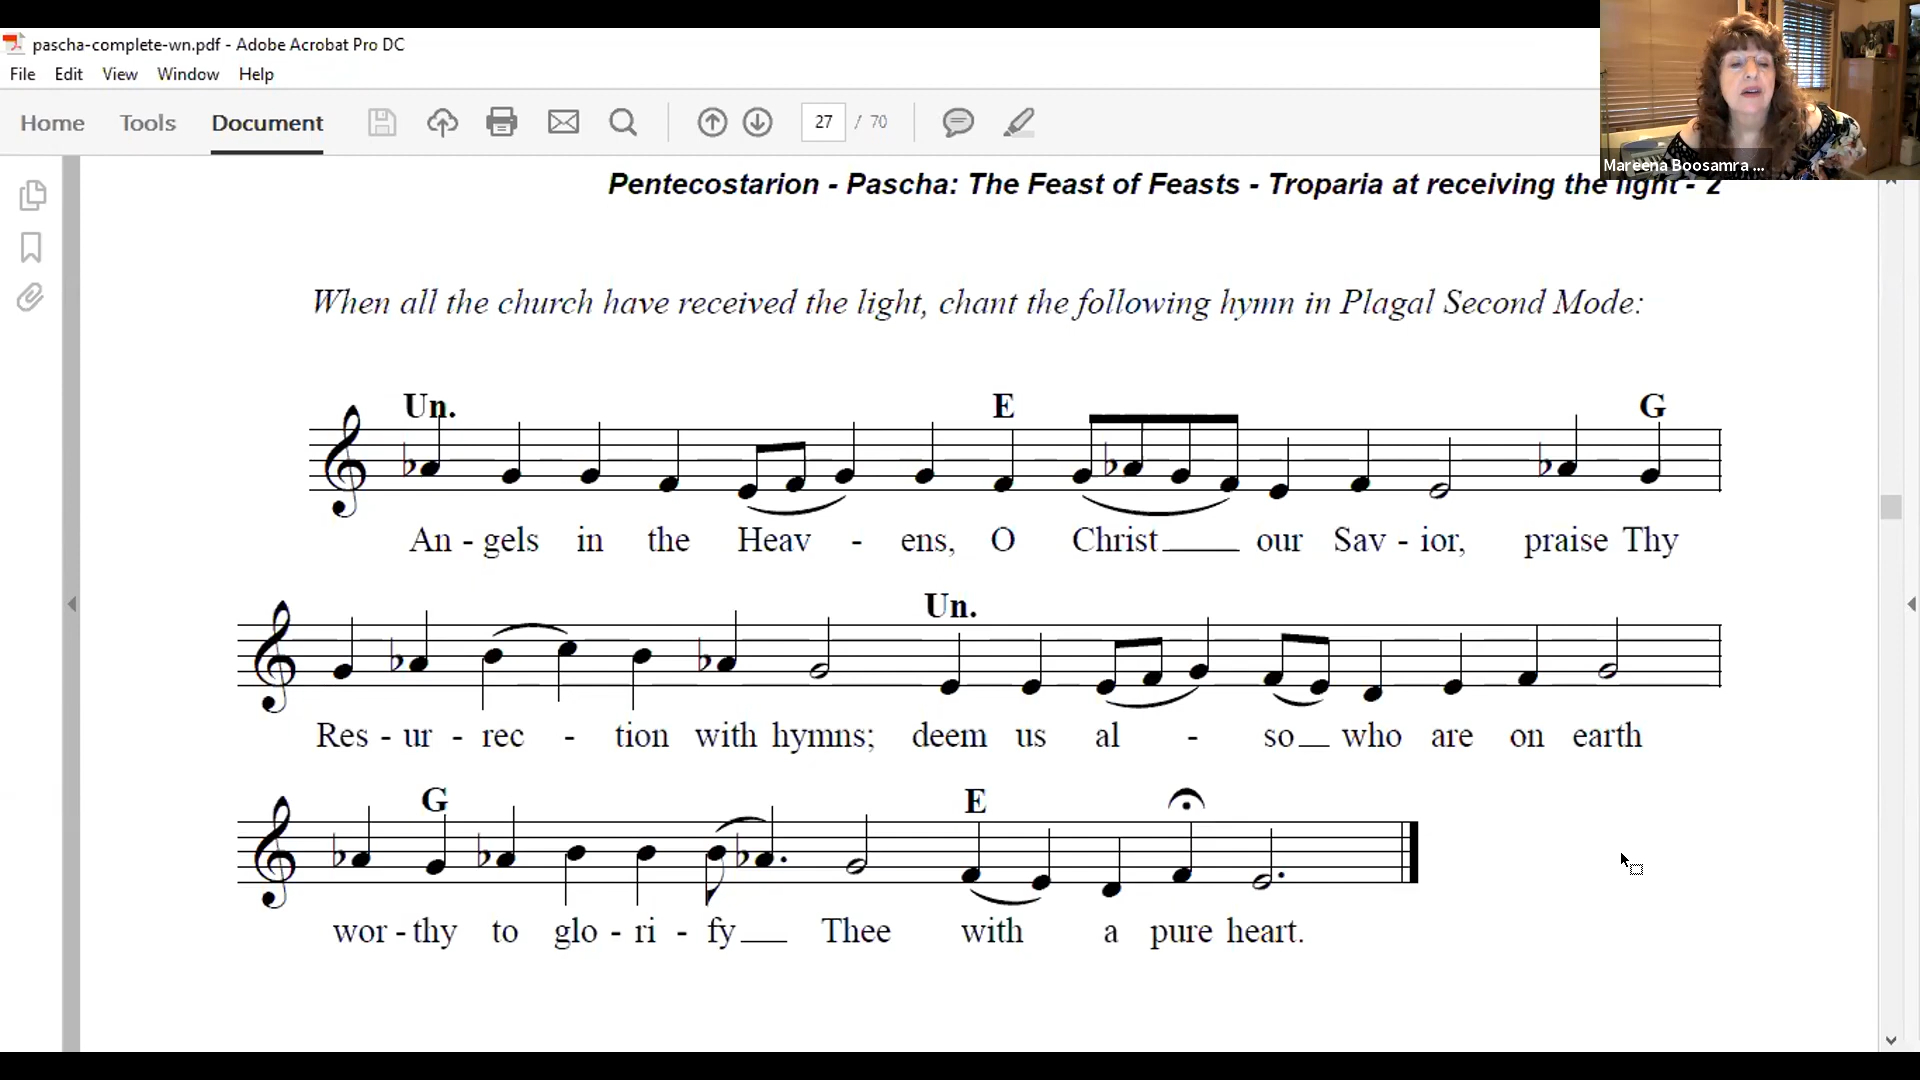 pascha-complete-wn.pdf - Adobe Acrobat Pro DC
File Edit View Window Help
Home Tools Document 27 / 70
Mareena Boosamra ...
Pentecostarion - Pascha: The Feast of Feasts - Troparia at receiving the light - 2
When all the church have received the light, chant the following hymn in Plagal Second Mode:
Un. E G
An - gels in the Heav - ens, O Christ____ our Sav - ior, praise Thy
Un.
Res - ur - rec - tion with hymns; deem us al - so__ who are on earth
G E
wor - thy to glo - ri - fy___ Thee with a pure heart.